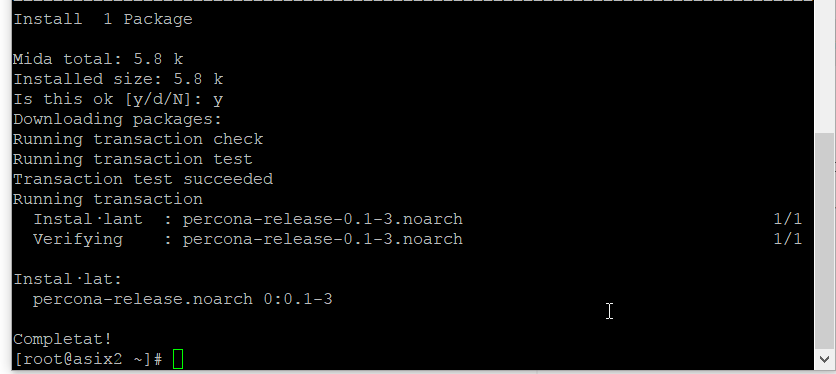 Install  1 Package
Mida total: 5.8 k
Installed size: 5.8 k
Is this ok [y/d/N]: y
Downloading packages:
Running transaction check
Running transaction test
Transaction test succeeded
Running transaction
  Instal·lant  : percona-release-0.1-3.noarch                              1/1
  Verifying    : percona-release-0.1-3.noarch                              1/1
Instal·lat:
  percona-release.noarch 0:0.1-3
Completat!
[root@asix2 ~]#